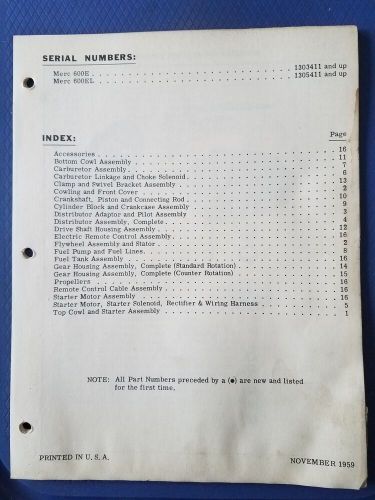 SERIAL NUMBERS:
Merc 600E . . . . . . . . . . 1303411 and up
Merc 600EL . . . . . . . . . . 1305411 and up
INDEX: Page
Accessories . . . . . . . . . . 16
Bottom Cowl Assembly . . . . . . . . . . 11
Carburetor Assembly . . . . . . . . . . 7
Carburetor Linkage and Choke Solenoid . . . . . . . . . . 6
Clamp and Swivel Bracket Assembly . . . . . . . . . . 13
Cowling and Front Cover . . . . . . . . . . 2
Crankshaft, Piston and Connecting Rod . . . . . . . . . . 10
Cylinder Block and Crankcase Assembly . . . . . . . . . . 9
Distributor Adaptor and Pilot Assembly . . . . . . . . . . 3
Distributor Assembly, Complete . . . . . . . . . . 4
Drive Shaft Housing Assembly . . . . . . . . . . 12
Electric Remote Control Assembly . . . . . . . . . . 16
Flywheel Assembly and Stator . . . . . . . . . . 2
Fuel Pump and Fuel Lines . . . . . . . . . . 8
Fuel Tank Assembly . . . . . . . . . . 16
Gear Housing Assembly, Complete (Standard Rotation) . . . . . . . . . . 14
Gear Housing Assembly, Complete (Counter Rotation) . . . . . . . . . . 15
Propellers . . . . . . . . . . 16
Remote Control Cable Assembly . . . . . . . . . . 16
Starter Motor Assembly . . . . . . . . . . 16
Starter Motor, Starter Solenoid, Rectifier & Wiring Harness . . . . . . . . . . 5
Top Cowl and Starter Assembly . . . . . . . . . . 1
NOTE: All Part Numbers preceded by a (●) are new and listed
for the first time.
PRINTED IN U.S.A. NOVEMBER 1959